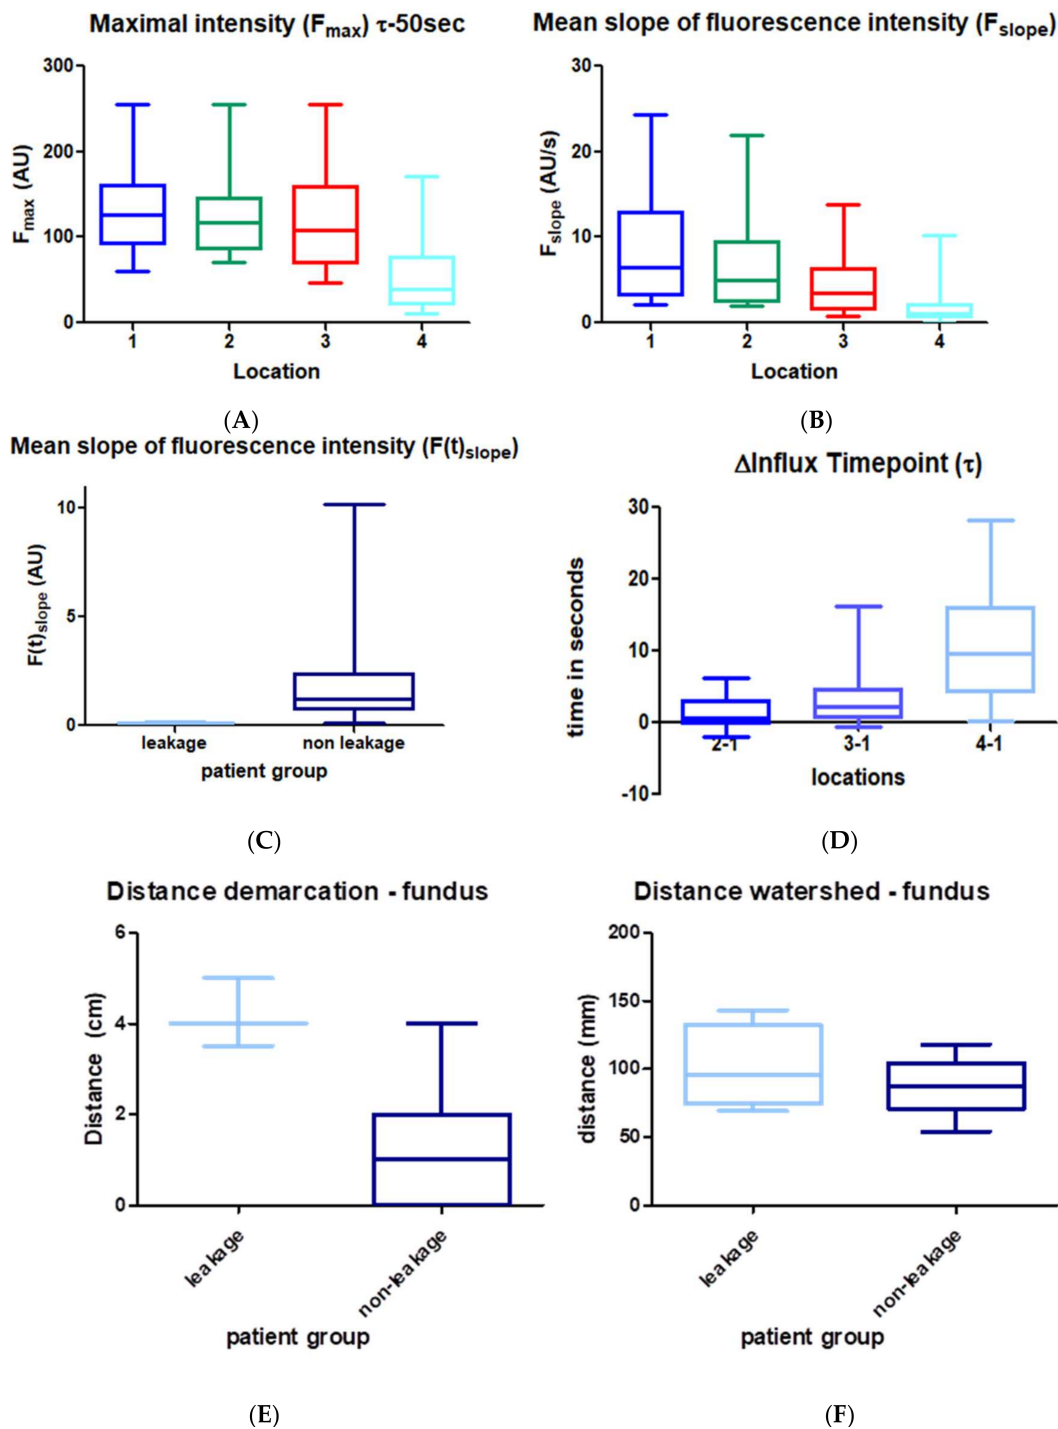 Maximal intensity (Fmax) τ-50sec
300
200
100
0
Fmax (AU)
1 2 3 4
Location
(A)
Mean slope of fluorescence intensity (Fslope)
30
20
10
0
Fslope (AU/s)
1 2 3 4
Location
(B)
Mean slope of fluorescence intensity (F(t)slope)
10
5
0
F(t)slope (AU)
leakage non leakage
patient group
(C)
ΔInflux Timepoint (τ)
30
20
10
0
-10
time in seconds
2-1 3-1 4-1
locations
(D)
Distance demarcation - fundus
6
4
2
0
Distance (cm)
leakage non-leakage
patient group
(E)
Distance watershed - fundus
200
150
100
50
0
distance (mm)
leakage non-leakage
patient group
(F)